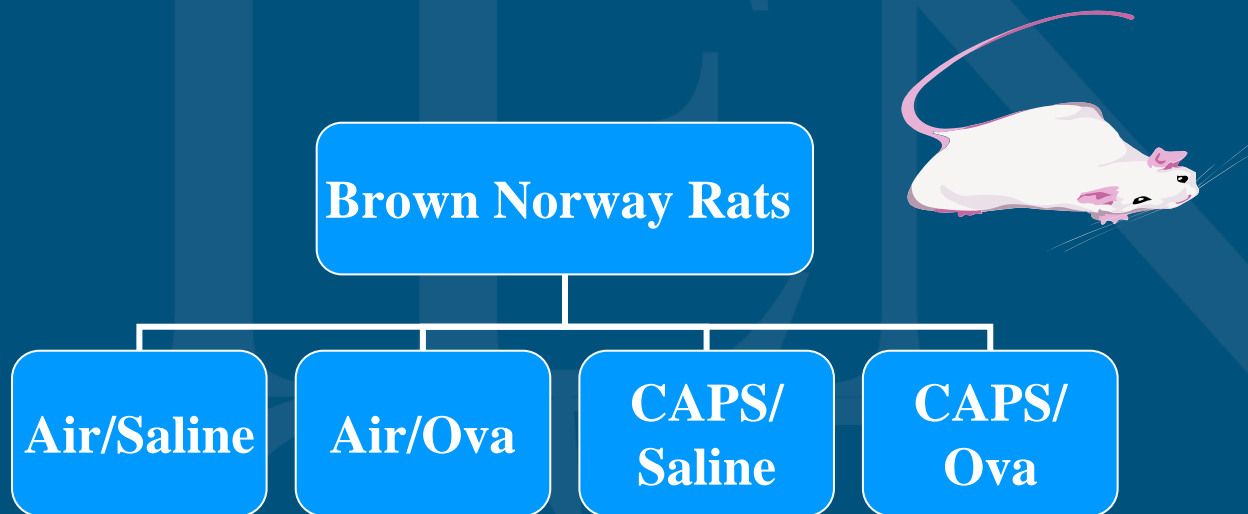 Brown Norway Rats
Air/Saline
Air/Ova
CAPS/
Saline
CAPS/
Ova